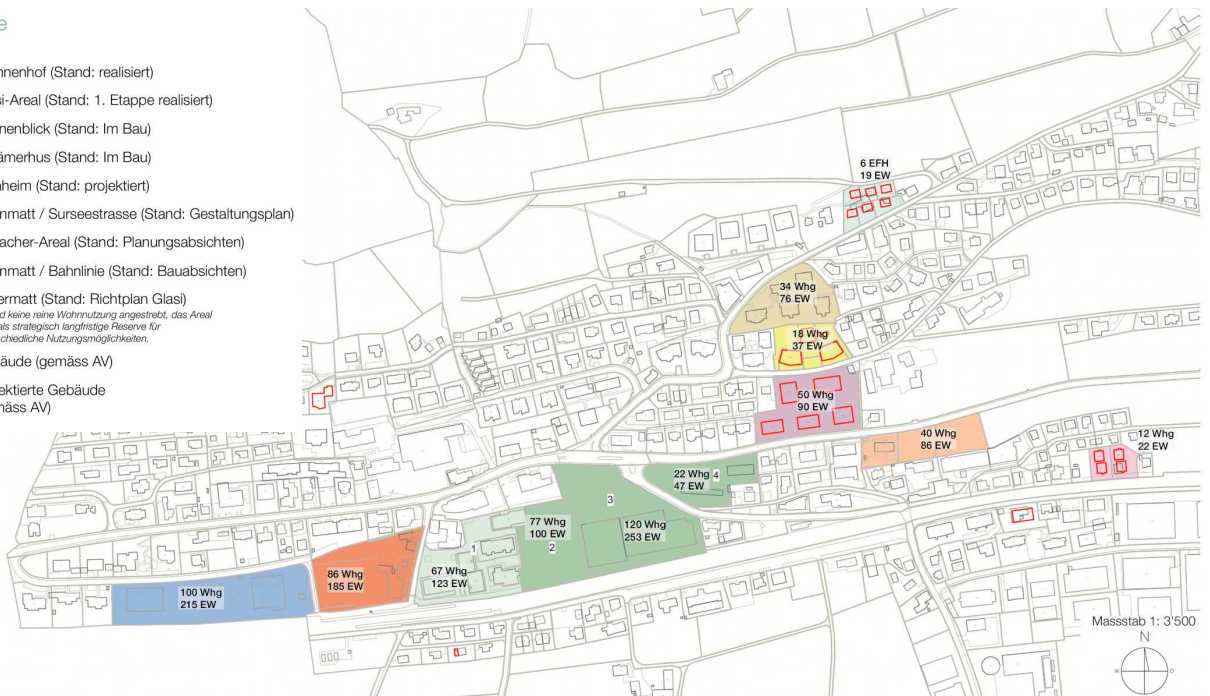 e
nnenhof (Stand: realisiert)
si-Areal (Stand: 1. Etappe realisiert)
nenblick (Stand: Im Bau)
ämerhus (Stand: Im Bau)
nheim (Stand: projektiert)
enmatt / Surseestrasse (Stand: Gestaltungsplan)
acher-Areal (Stand: Planungsabsichten)
nmatt / Bahnlinie (Stand: Bauabsichten)
ermatt (Stand: Richtplan Glasi)
d keine reine Wohnnutzung angestrebt, das Areal
als strategisch langfristige Reserve für
chiedliche Nutzungsmöglichkeiten.
äude (gemäss AV)
ektierte Gebäude
näss AV)
6 EFH
19 EW
34 Whg
76 EW
18 Whg
37 EW
50 Whg
90 EW
40 Whg
86 EW
12 Whg
22 EW
22 Whg 4
47 EW
3
77 Whg
100 EW
2
120 Whg
253 EW
1
67 Whg
123 EW
86 Whg
185 EW
100 Whg
215 EW
Massstab 1: 3'500
N
W O
S